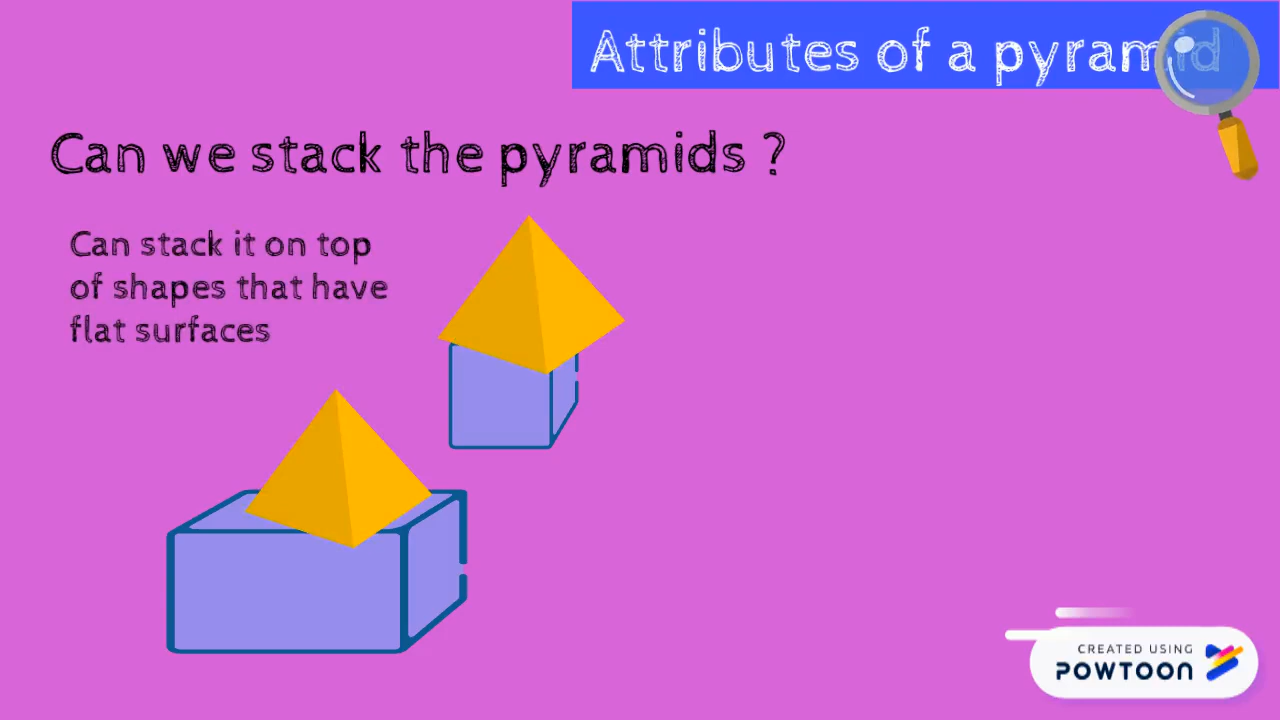 Attributes of a pyramid
Can we stack the pyramids ?
Can stack it on top
of shapes that have
flat surfaces
CREATED USING
POWTOON